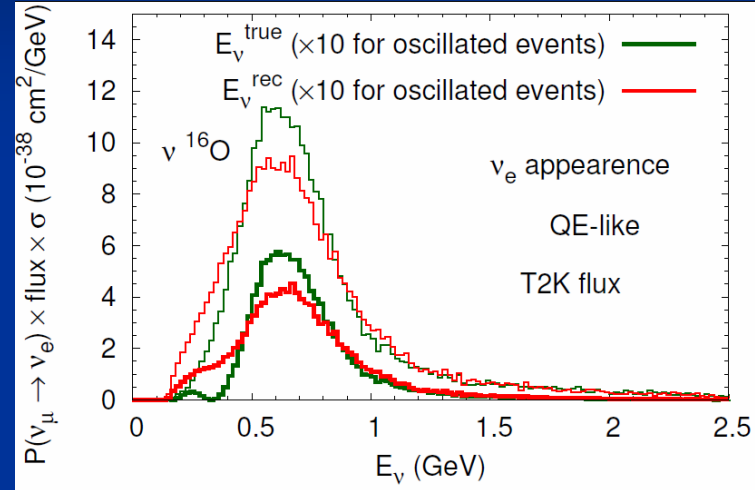 P(ν_μ → ν_e) × flux × σ (10^-38 cm^2/GeV)
14
12
10
8
6
4
2
0
E_ν^true (×10 for oscillated events)
E_ν^rec (×10 for oscillated events)
ν ^16O
ν_e appearence
QE-like
T2K flux
0 0.5 1 1.5 2 2.5
E_ν (GeV)